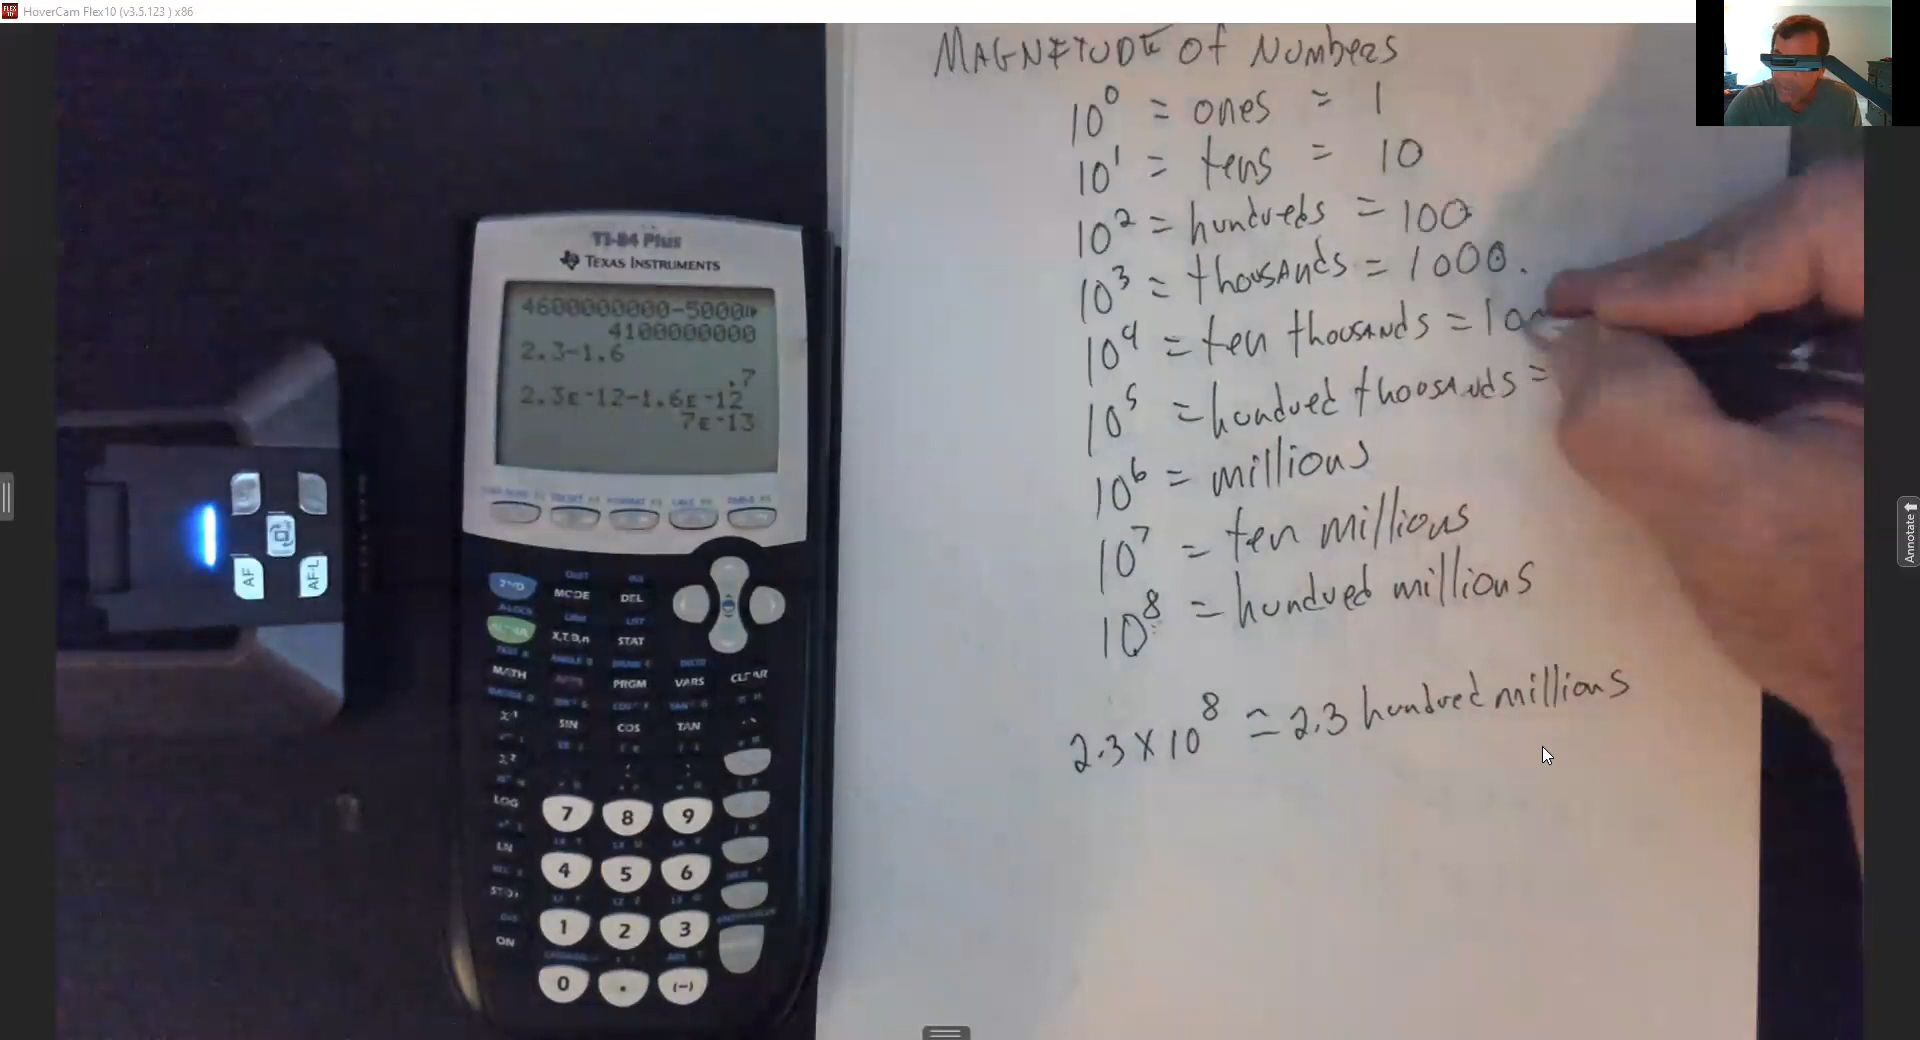 HoverCam Flex10 (v3.5.123 ) x86
MAGNITUDE of Numbers
10⁰ = ones = 1
10¹ = tens = 10
10² = hundreds = 100
10³ = thousands = 1000.
10⁴ = ten thousands = 10
10⁵ = hundred thousands =
10⁶ = millions
10⁷ = ten millions
10⁸ = hundred millions
2.3 x 10⁸ = 2.3 hundred millions
TI-84 Plus
TEXAS INSTRUMENTS
4600000000-5000
4100000000
2.3-1.6
.7
2.3E-12-1.6E-12
7E-13
2ND MODE DEL
ALPHA X,T,θ,n STAT
MATH PRGM VARS CLEAR
SIN COS TAN
LOG 7 8 9
LN 4 5 6
STO 1 2 3
ON 0 . (-)
AF
AF-L
Annotate